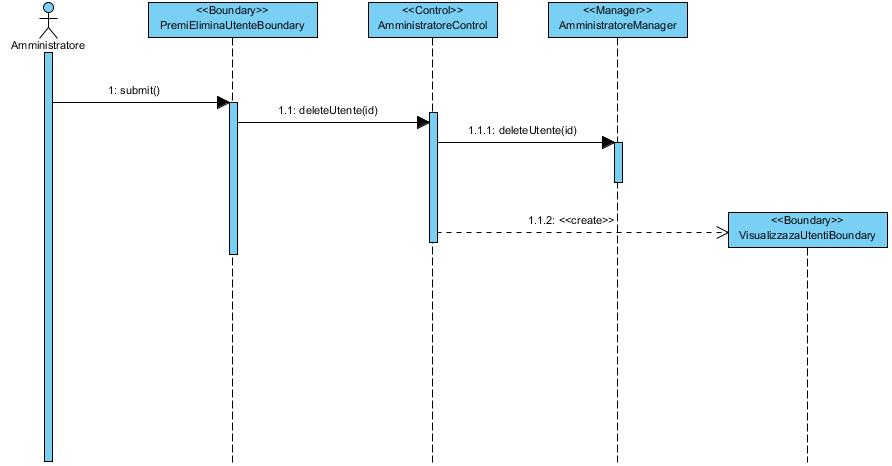 Amministratore
<<Boundary>>
PremiEliminaUtenteBoundary
<<Control>>
AmministratoreControl
<<Manager>>
AmministratoreManager
1: submit()
1.1: deleteUtente(id)
1.1.1: deleteUtente(id)
1.1.2: <<create>>
<<Boundary>>
VisualizzazaUtentiBoundary